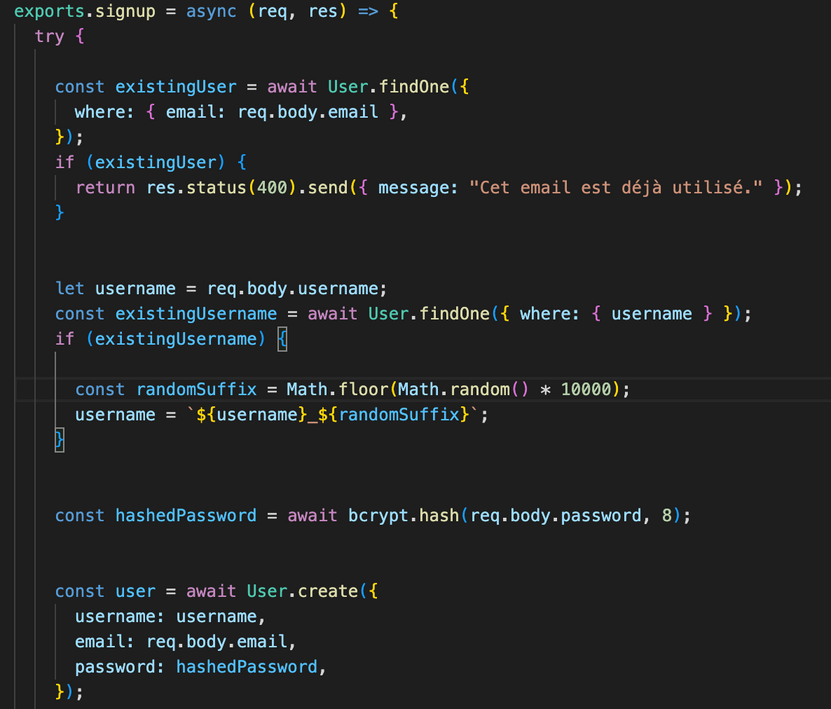 exports.signup = async (req, res) => {
try {
const existingUser = await User.findOne({
where: { email: req.body.email },
});
if (existingUser) {
return res.status(400).send({ message: "Cet email est déjà utilisé." });
}
let username = req.body.username;
const existingUsername = await User.findOne({ where: { username } });
if (existingUsername) {
const randomSuffix = Math.floor(Math.random() * 10000);
username = `${username}_${randomSuffix}`;
}
const hashedPassword = await bcrypt.hash(req.body.password, 8);
const user = await User.create({
username: username,
email: req.body.email,
password: hashedPassword,
});